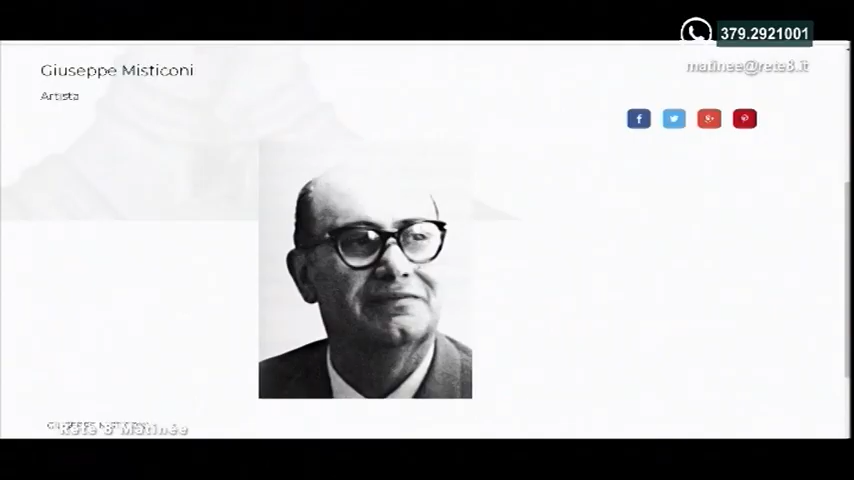 379.2921001
matinee@rete8.it
Giuseppe Misticoni
Artista
Rete 8 Matinée